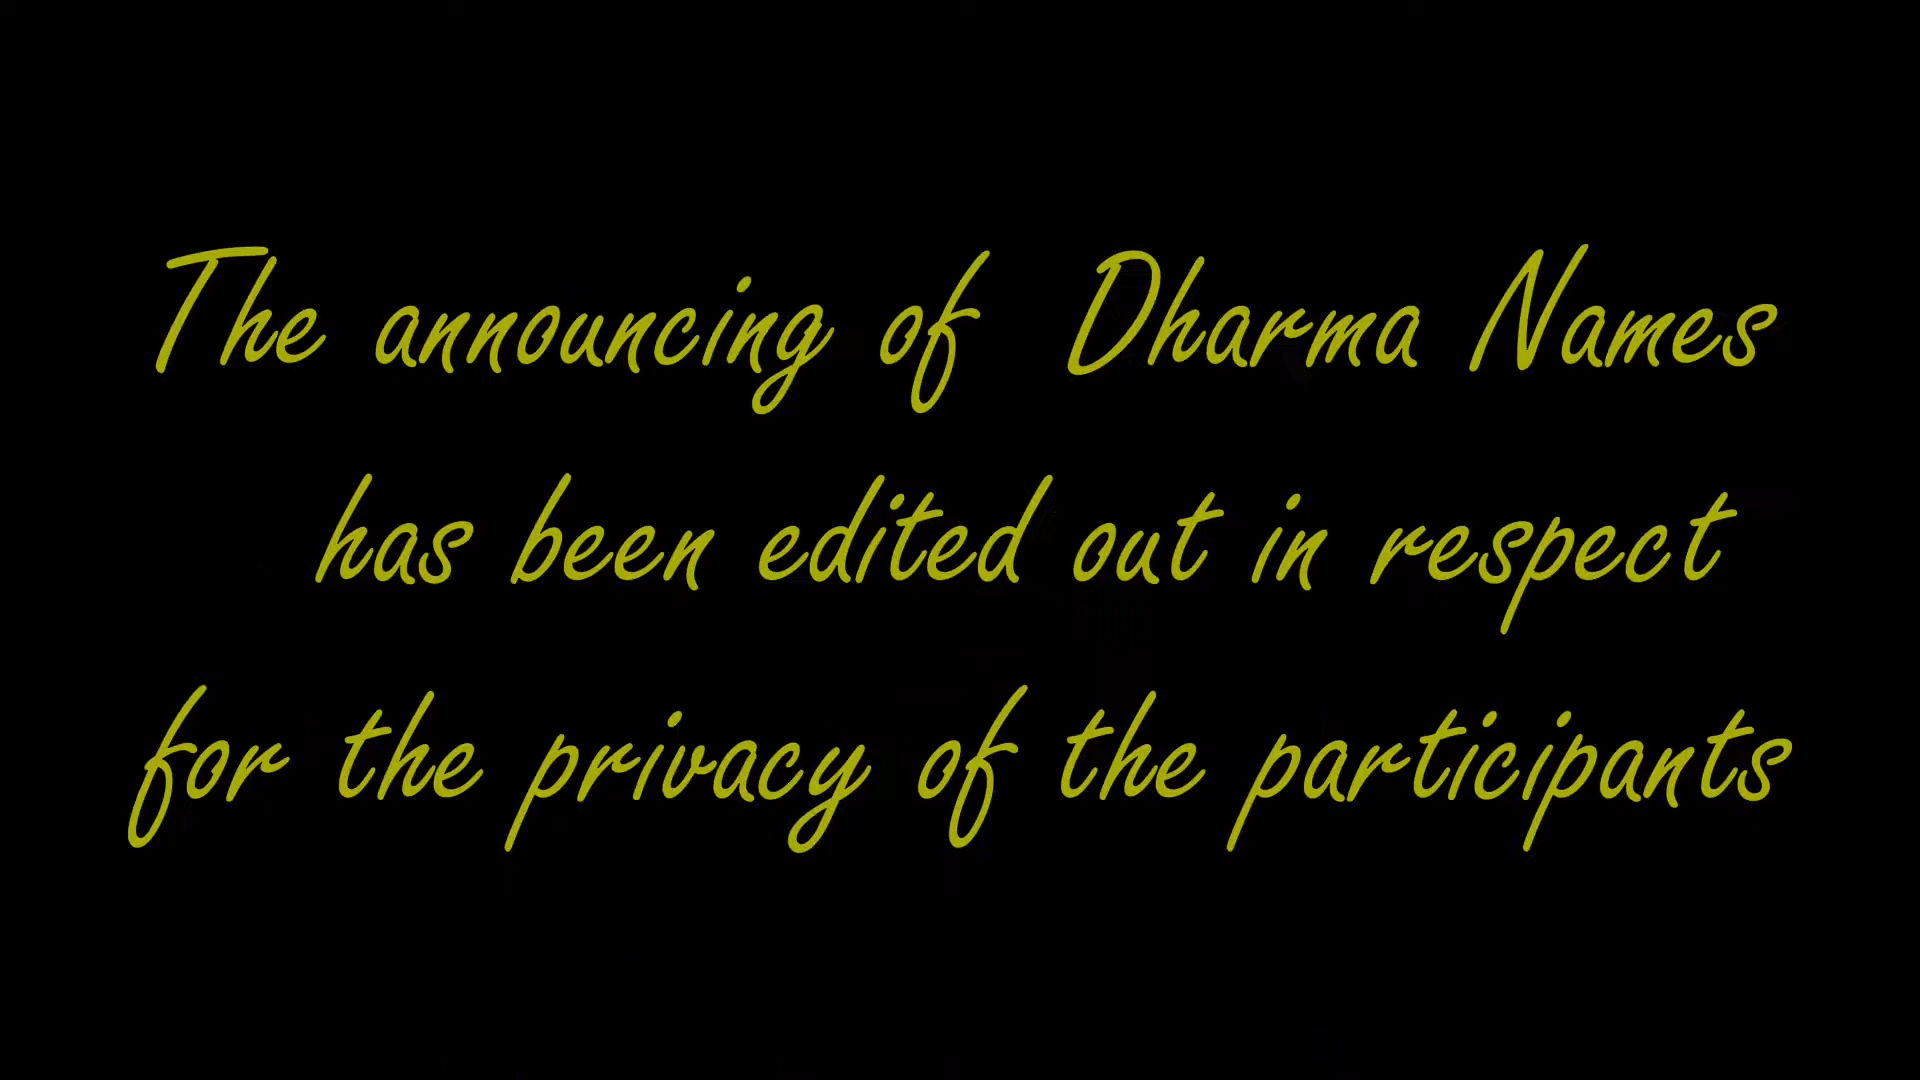 The announcing of Dharma Names
has been edited out in respect
for the privacy of the participants